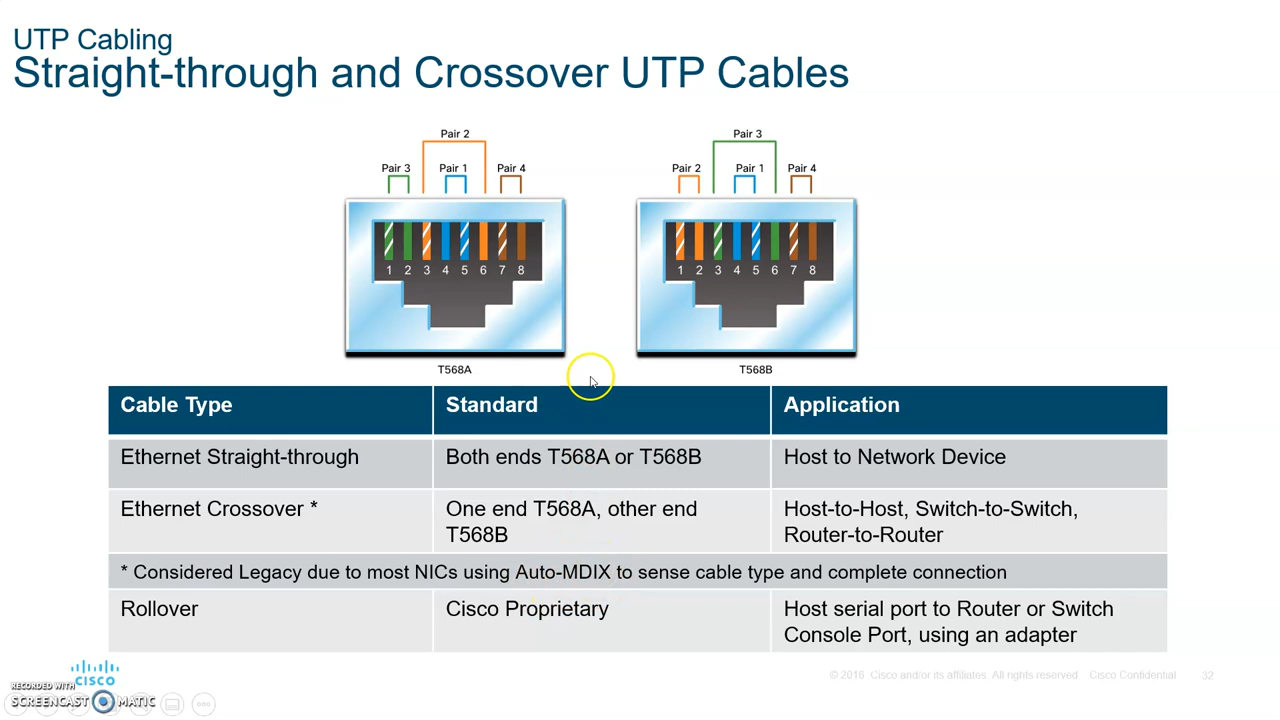 UTP Cabling
Straight-through and Crossover UTP Cables
Pair 2
Pair 3 Pair 1 Pair 4
1 2 3 4 5 6 7 8
T568A
Pair 3
Pair 2 Pair 1 Pair 4
1 2 3 4 5 6 7 8
T568B
Cable Type Standard Application
Ethernet Straight-through Both ends T568A or T568B Host to Network Device
Ethernet Crossover * One end T568A, other end T568B Host-to-Host, Switch-to-Switch, Router-to-Router
* Considered Legacy due to most NICs using Auto-MDIX to sense cable type and complete connection
Rollover Cisco Proprietary Host serial port to Router or Switch Console Port, using an adapter
CISCO
© 2016 Cisco and/or its affiliates. All rights reserved. Cisco Confidential 32
RECORDED WITH
SCREENCAST MATIC